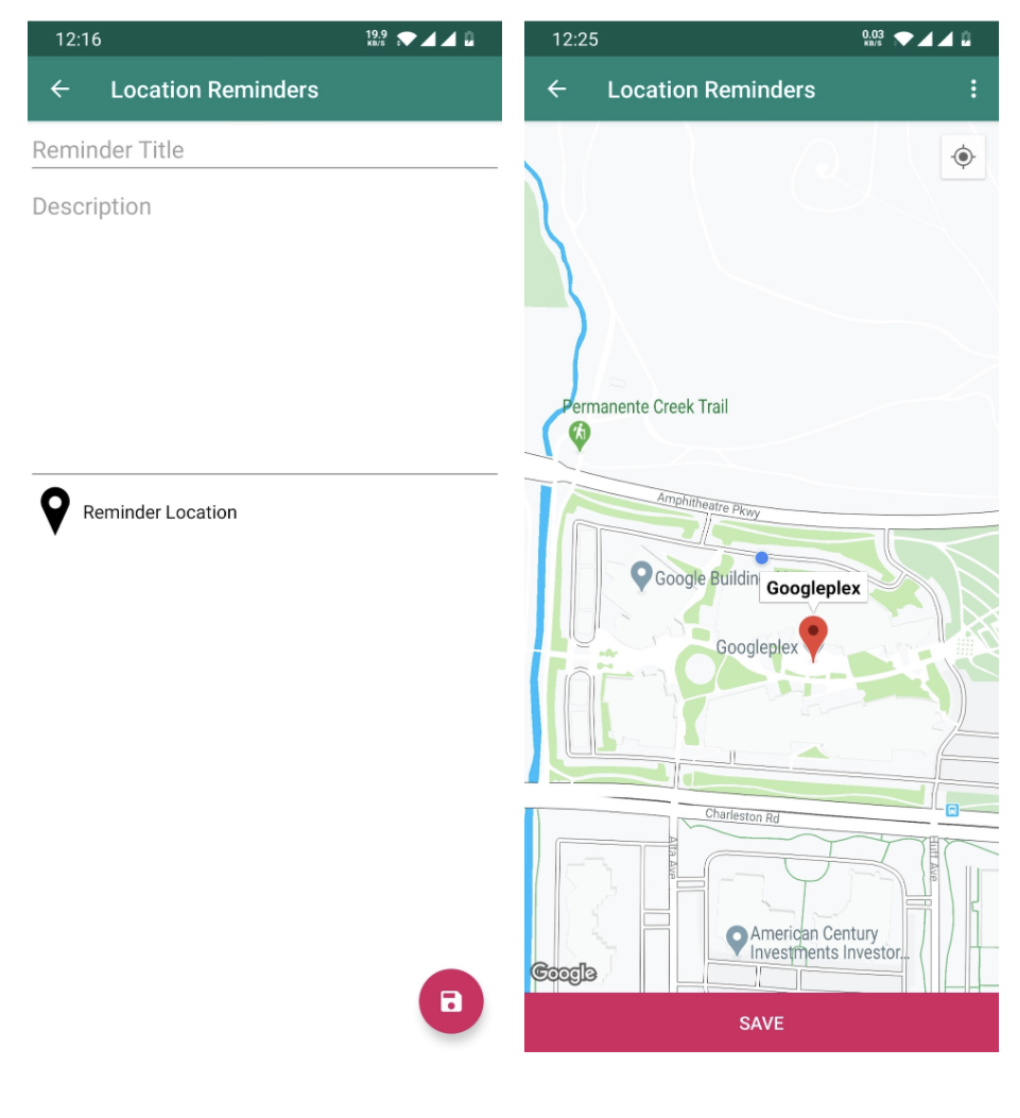 12:16
19.9
KB/S
Location Reminders
Reminder Title
Description
Reminder Location
12:25
0.03
KB/S
Location Reminders
Permanente Creek Trail
Amphitheatre Pkwy
Google Buildin
Googleplex
Googleplex
Charleston Rd
Alta Ave
Huff Ave
American Century
Investments Investor...
Google
SAVE